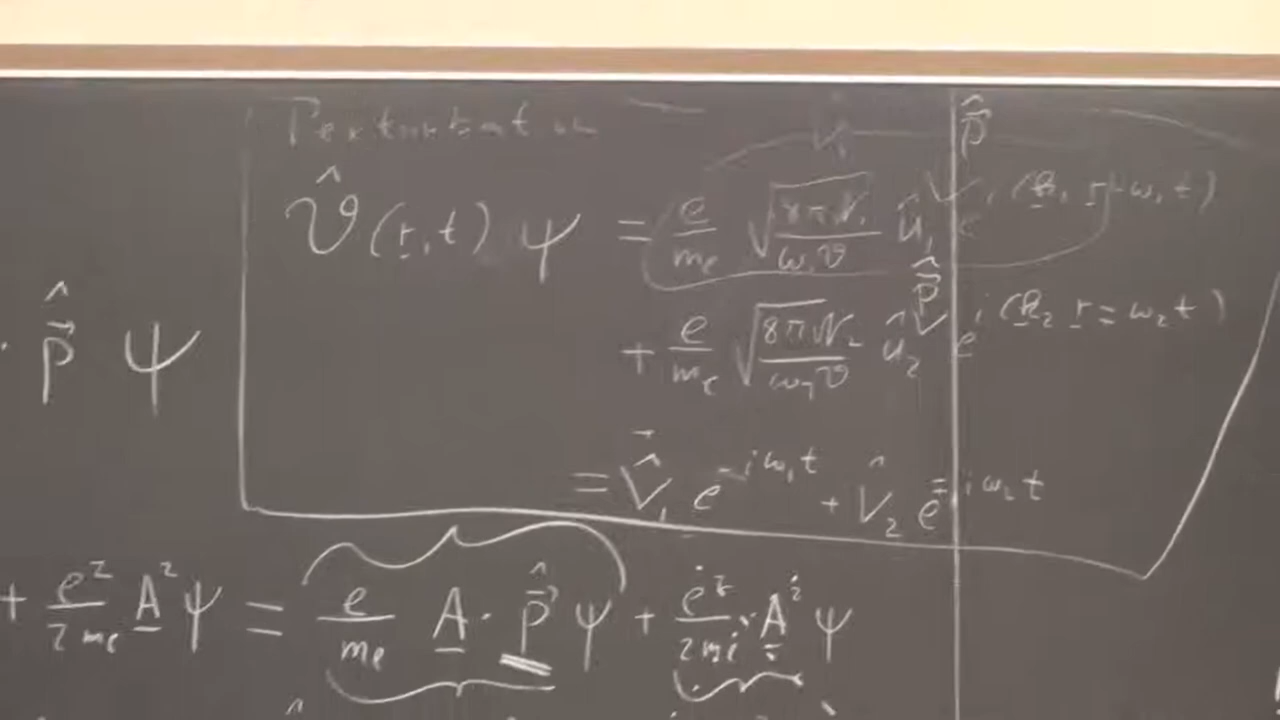 Perturbation
V̂₁ p̂
v̂(r,t) ψ = e/mₑ √(8πN₁/ω₁v) û₁ e^i(k₁ r - ω₁t)
p̂
+ e/mₑ √(8πN₂/ω₂v) û₂ e^i(k₂ r = ω₂t)
· p̂ ψ
= V̂₁ e^-iω₁t + V̂₂ e^=iω₂t
+ e²/2mₑ A² ψ = e/mₑ A · p̂ ψ + e²/2mₑ · A² ψ